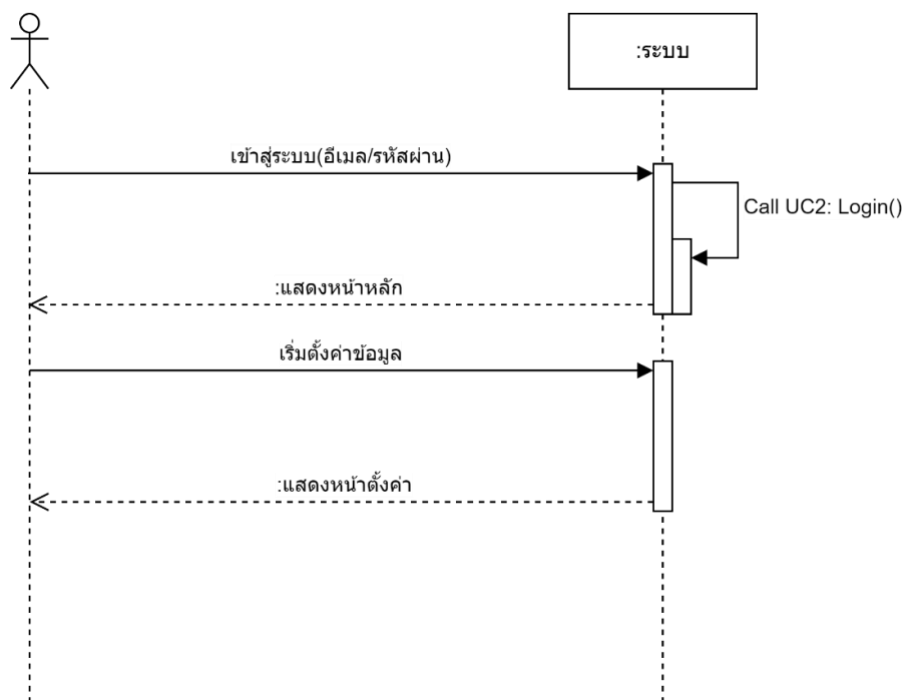 :ระบบ
เข้าสู่ระบบ(อีเมล/รหัสผ่าน)
Call UC2: Login()
:แสดงหน้าหลัก
เริ่มตั้งค่าข้อมูล
:แสดงหน้าตั้งค่า